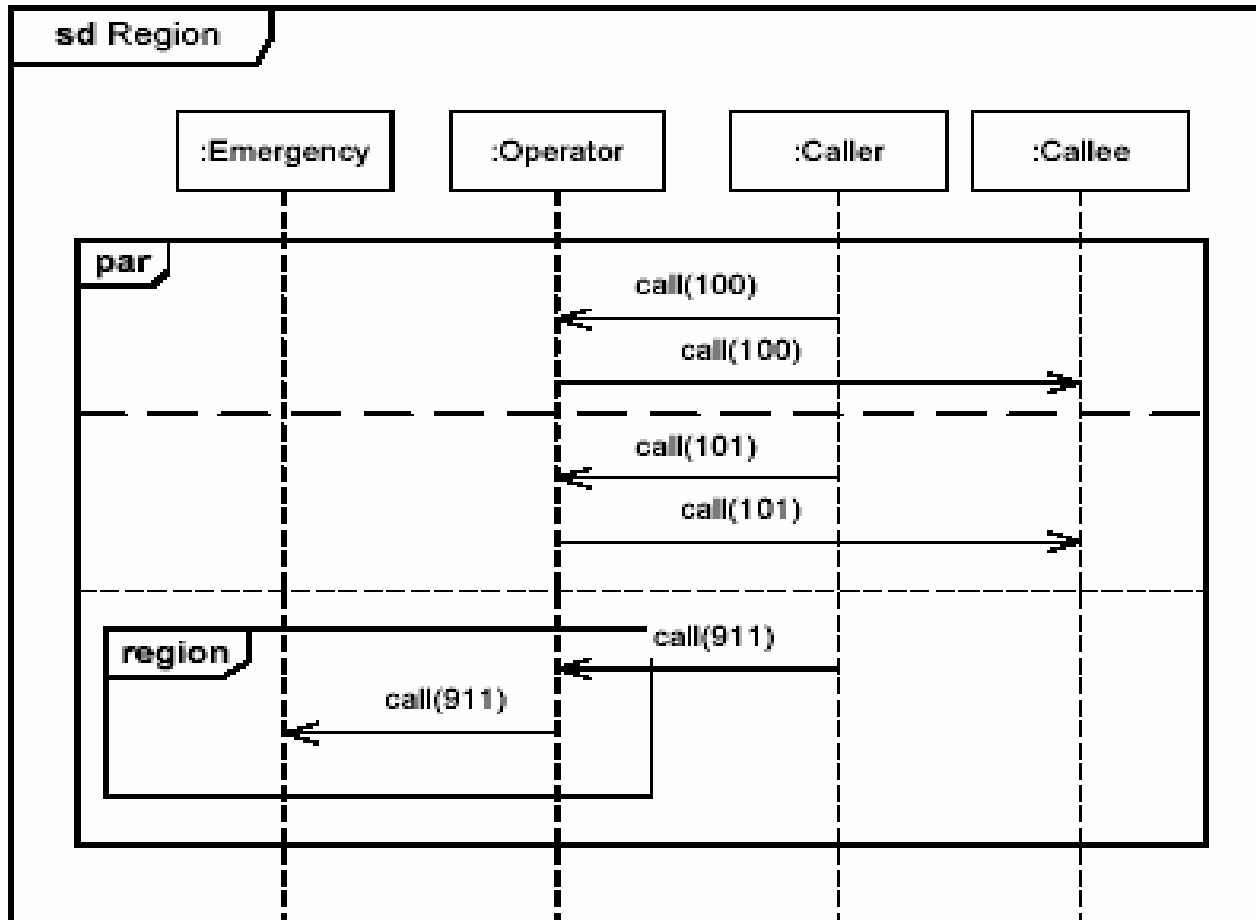 sd Region
:Emergency :Operator :Caller :Callee
par
call(100)
call(100)
call(101)
call(101)
call(911)
region
call(911)